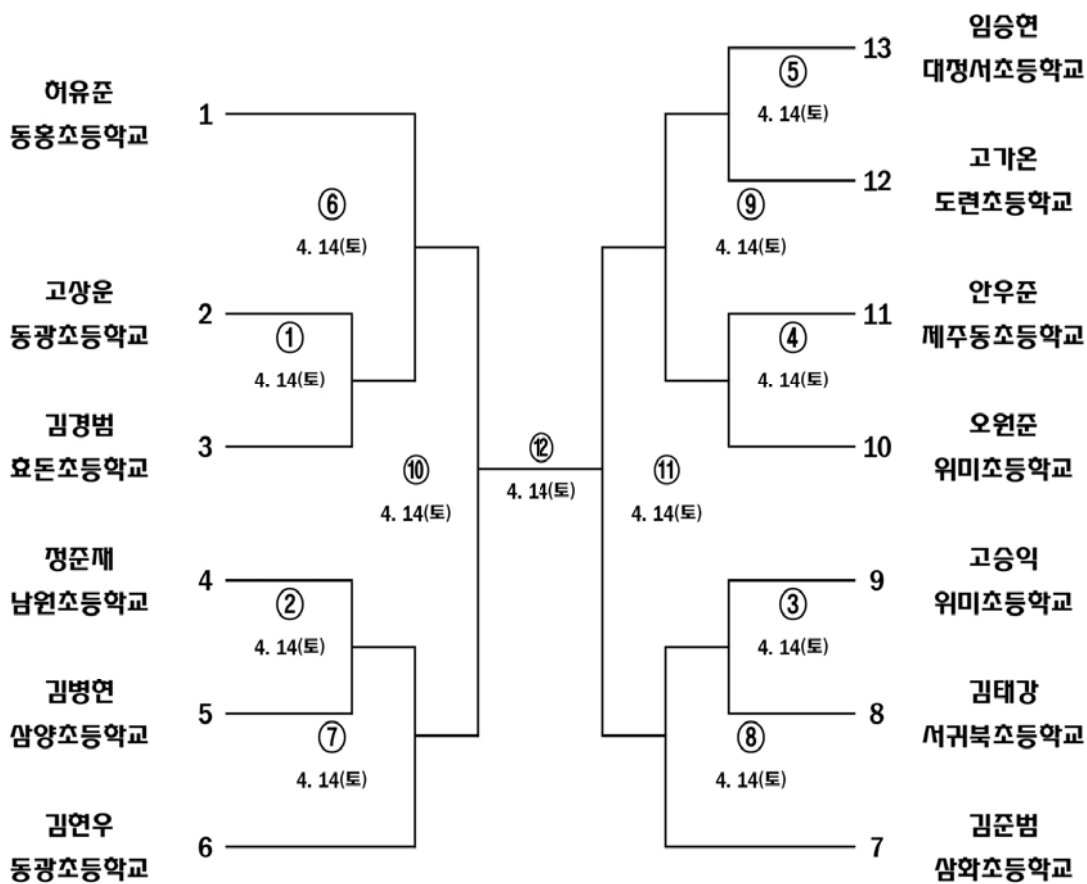 허유준
동홍초등학교
1
⑥
4. 14(토)
고상운
동광초등학교
2
①
4. 14(토)
김경범
효돈초등학교
3
⑩
4. 14(토)
정준재
남원초등학교
4
②
4. 14(토)
김병현
삼양초등학교
5
⑦
4. 14(토)
김현우
동광초등학교
6
⑫
4. 14(토)
13
임승현
대정서초등학교
⑤
4. 14(토)
12
고가온
도련초등학교
⑨
4. 14(토)
11
안우준
제주동초등학교
④
4. 14(토)
10
오원준
위미초등학교
⑪
4. 14(토)
9
고승익
위미초등학교
③
4. 14(토)
8
김태강
서귀북초등학교
⑧
4. 14(토)
7
김준범
삼화초등학교